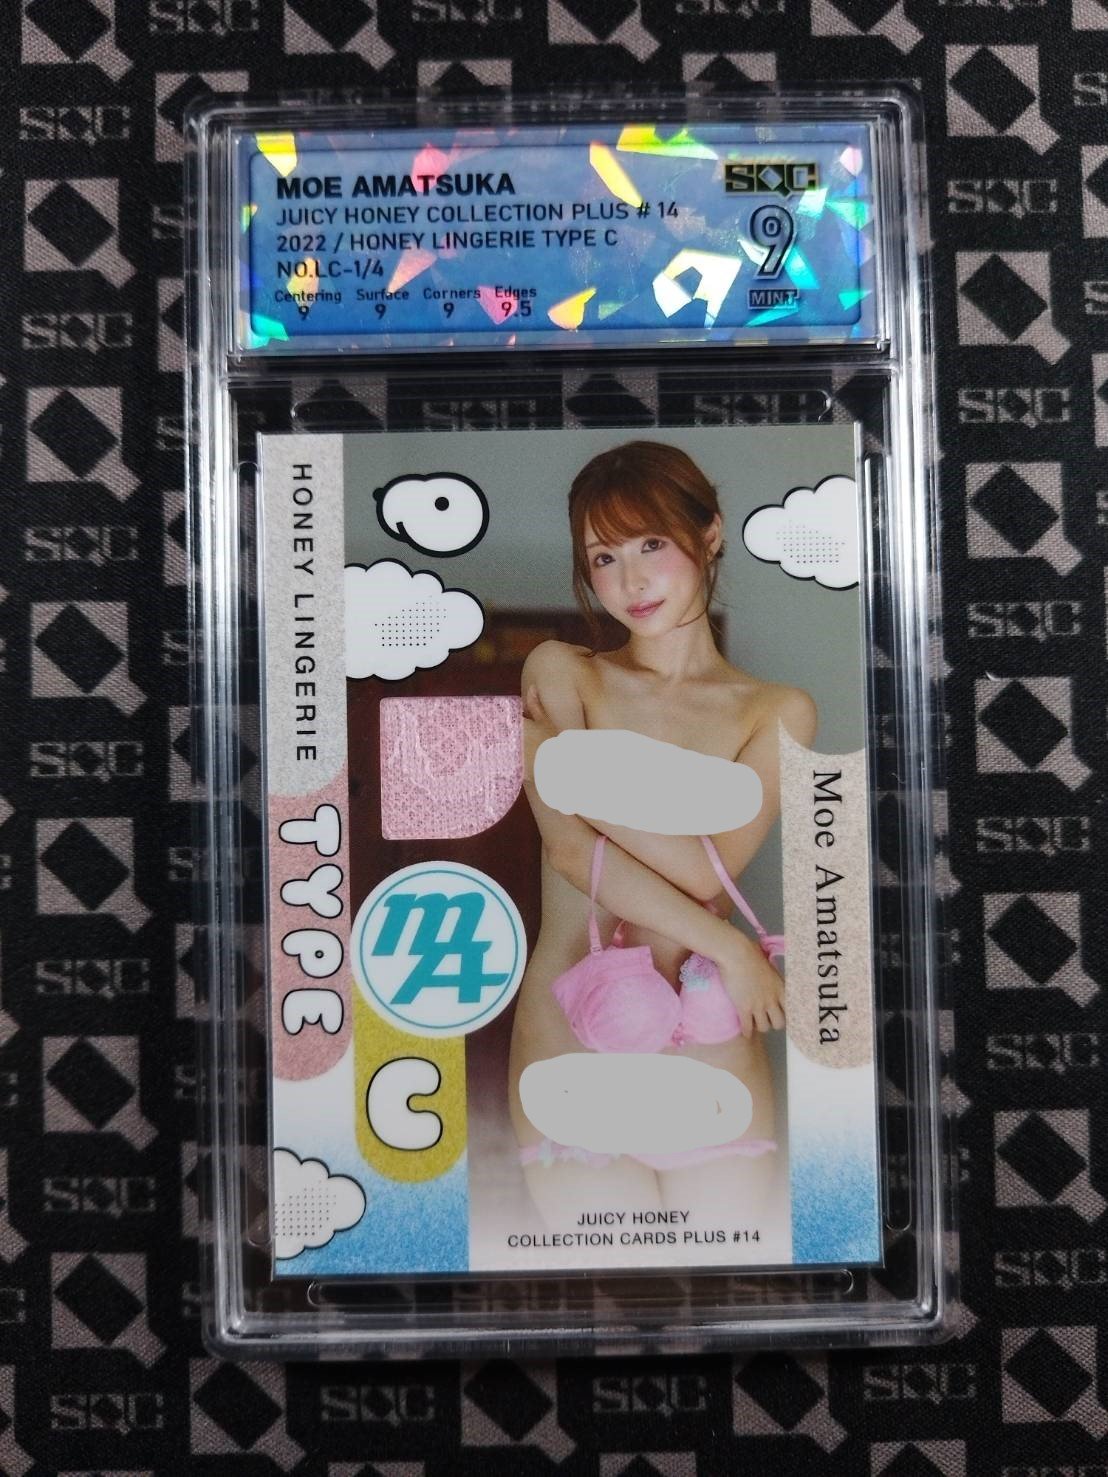 MOE AMATSUKA
JUICY HONEY COLLECTION PLUS # 14
2022 / HONEY LINGERIE TYPE C
NO.LC-1/4
Centering Surface Corners Edges
9 9 9 9.5
SQC
9
MINT
HONEY LINGERIE
TYPE
C
mA
Moe Amatsuka
JUICY HONEY
COLLECTION CARDS PLUS #14